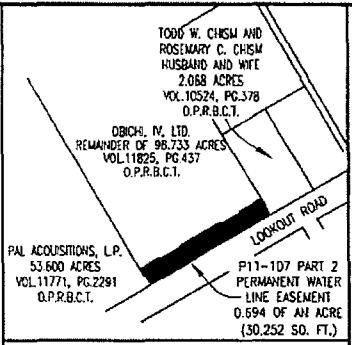 TODD W. CHISM AND
ROSEMARY C. CHISM
HUSBAND AND WIFE
2.068 ACRES
VOL.10524, PG.378
O.P.R.B.C.T.
OBICHI, IV, LTD.
REMAINDER OF 98.733 ACRES
VOL.11825, PG.437
O.P.R.B.C.T.
LOOKOUT ROAD
PAL ACQUISITIONS, L.P.
53.600 ACRES
VOL.11771, PG.2291
O.P.R.B.C.T.
P11-107 PART 2
PERMANENT WATER
LINE EASEMENT
0.694 OF AN ACRE
(30,252 SQ. FT.)